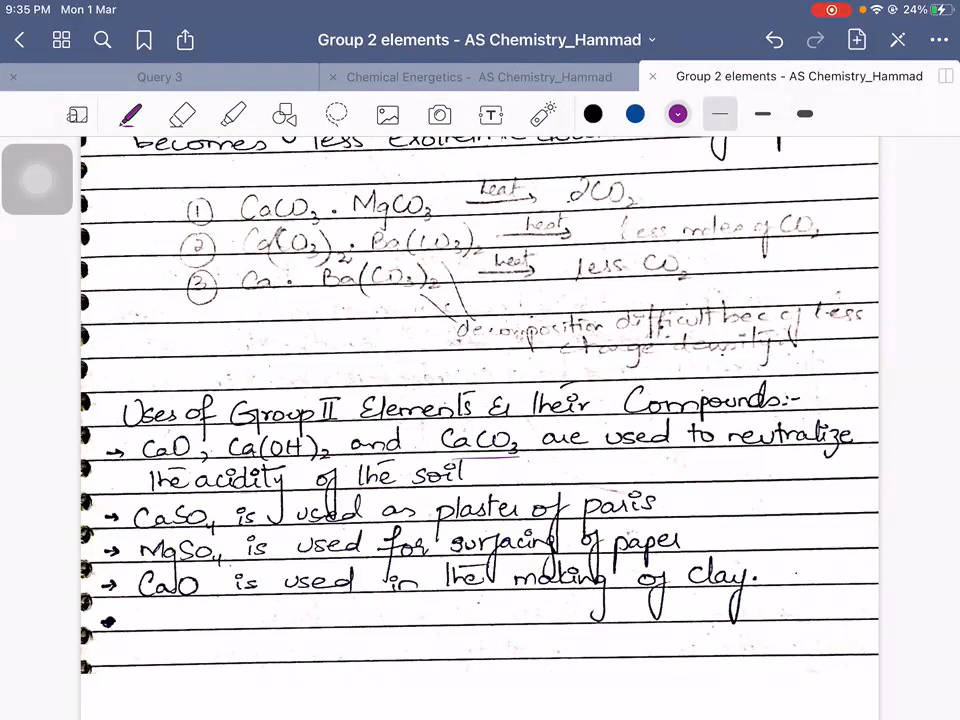 9:35 PM Mon 1 Mar
24%
Group 2 elements - AS Chemistry_Hammad
Query 3
Chemical Energetics - AS Chemistry_Hammad
Group 2 elements - AS Chemistry_Hammad
becomes less
① CaCO₃ . MgCO₃ heat 2CO₂
② Ca(CO₃)₂ . Ba(CO₃)₂ heat less moles of CO₂
③ Ca . Ba(CO₃)₂ heat less CO₂
decomposition difficult bec of less
charge density
Uses of Group II Elements & their Compounds:-
→ CaO, Ca(OH)₂ and CaCO₃ are used to neutralize
the acidity of the soil
→ CaSO₄ is used as plaster of paris
→ MgSO₄ is used for surfacing of paper
→ CaO is used in the making of clay.